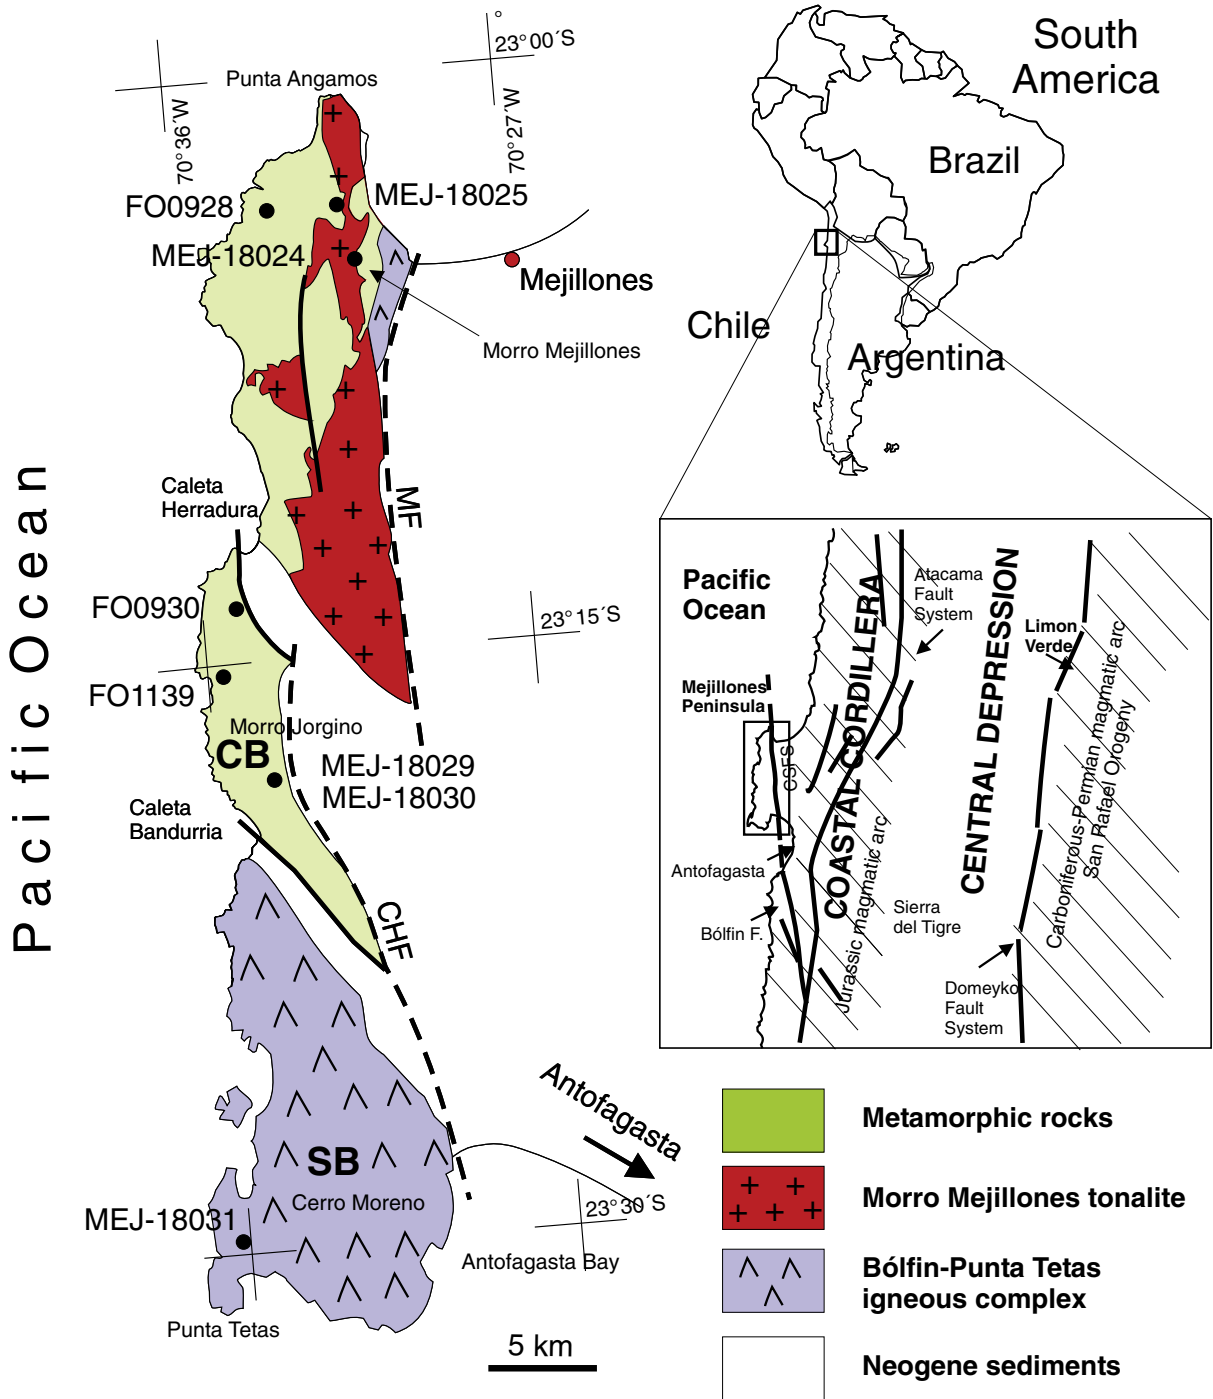 23°00´S
Punta Angamos
70°36´W
70°27´W
South
America
Brazil
Chile
Argentina
FO0928
MEJ-18025
MEJ-18024
Mejillones
Morro Mejillones
Pacific Ocean
Caleta
Herradura
MF
FO0930
23°15´S
FO1139
Morro Jorgino
CB
MEJ-18029
MEJ-18030
Caleta
Bandurria
CHF
SB
Cerro Moreno
MEJ-18031
Punta Tetas
Antofagasta
23°30´S
Antofagasta Bay
5 km
Pacific
Ocean
COASTAL CORDILLERA
Atacama
Fault
System
CENTRAL DEPRESSION
Limon
Verde
Carboniferous-Permian magmatic arc
San Rafael Orogeny
Mejillones
Peninsula
CSFS
Antofagasta
Jurassic magmatic arc
Bólfin F.
Sierra
del Tigre
Domeyko
Fault
System
Metamorphic rocks
Morro Mejillones tonalite
Bólfin-Punta Tetas
igneous complex
Neogene sediments